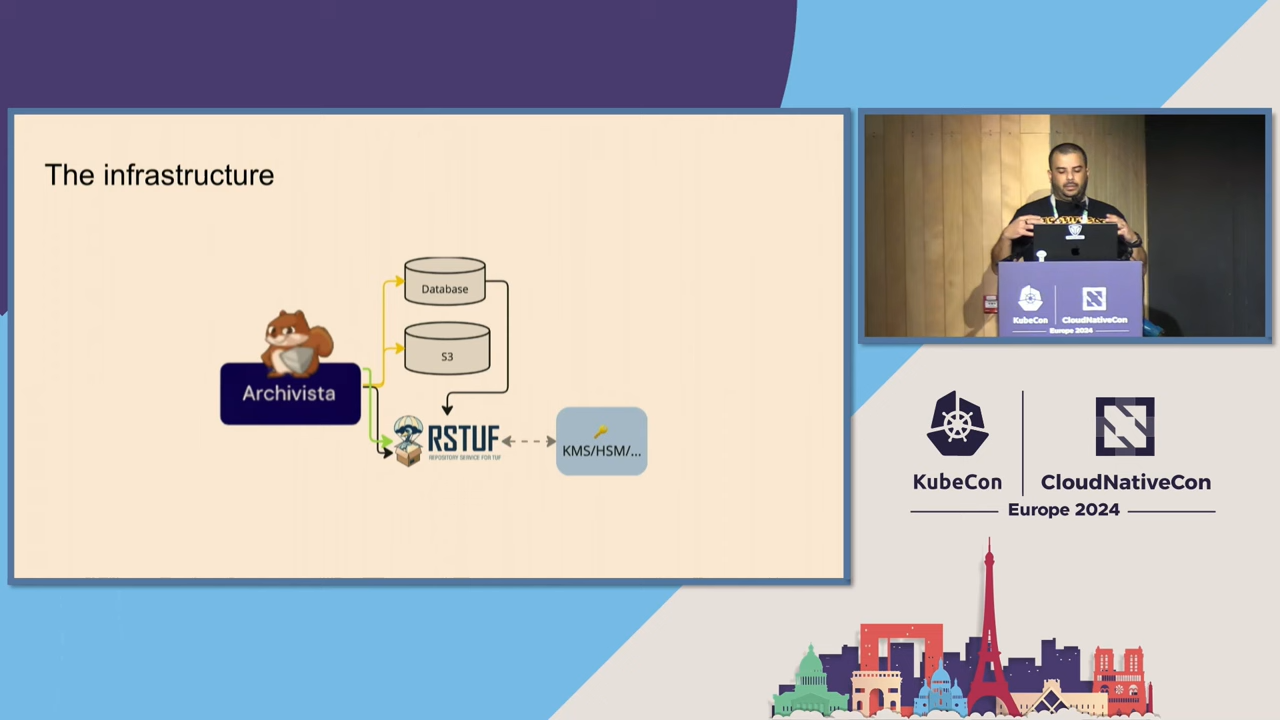 The infrastructure
Database
S3
Archivista
RSTUF
REPOSITORY SERVICE FOR TUF
KMS/HSM/...
KubeCon
CloudNativeCon
Europe 2024
KubeCon
CloudNativeCon
Europe 2024